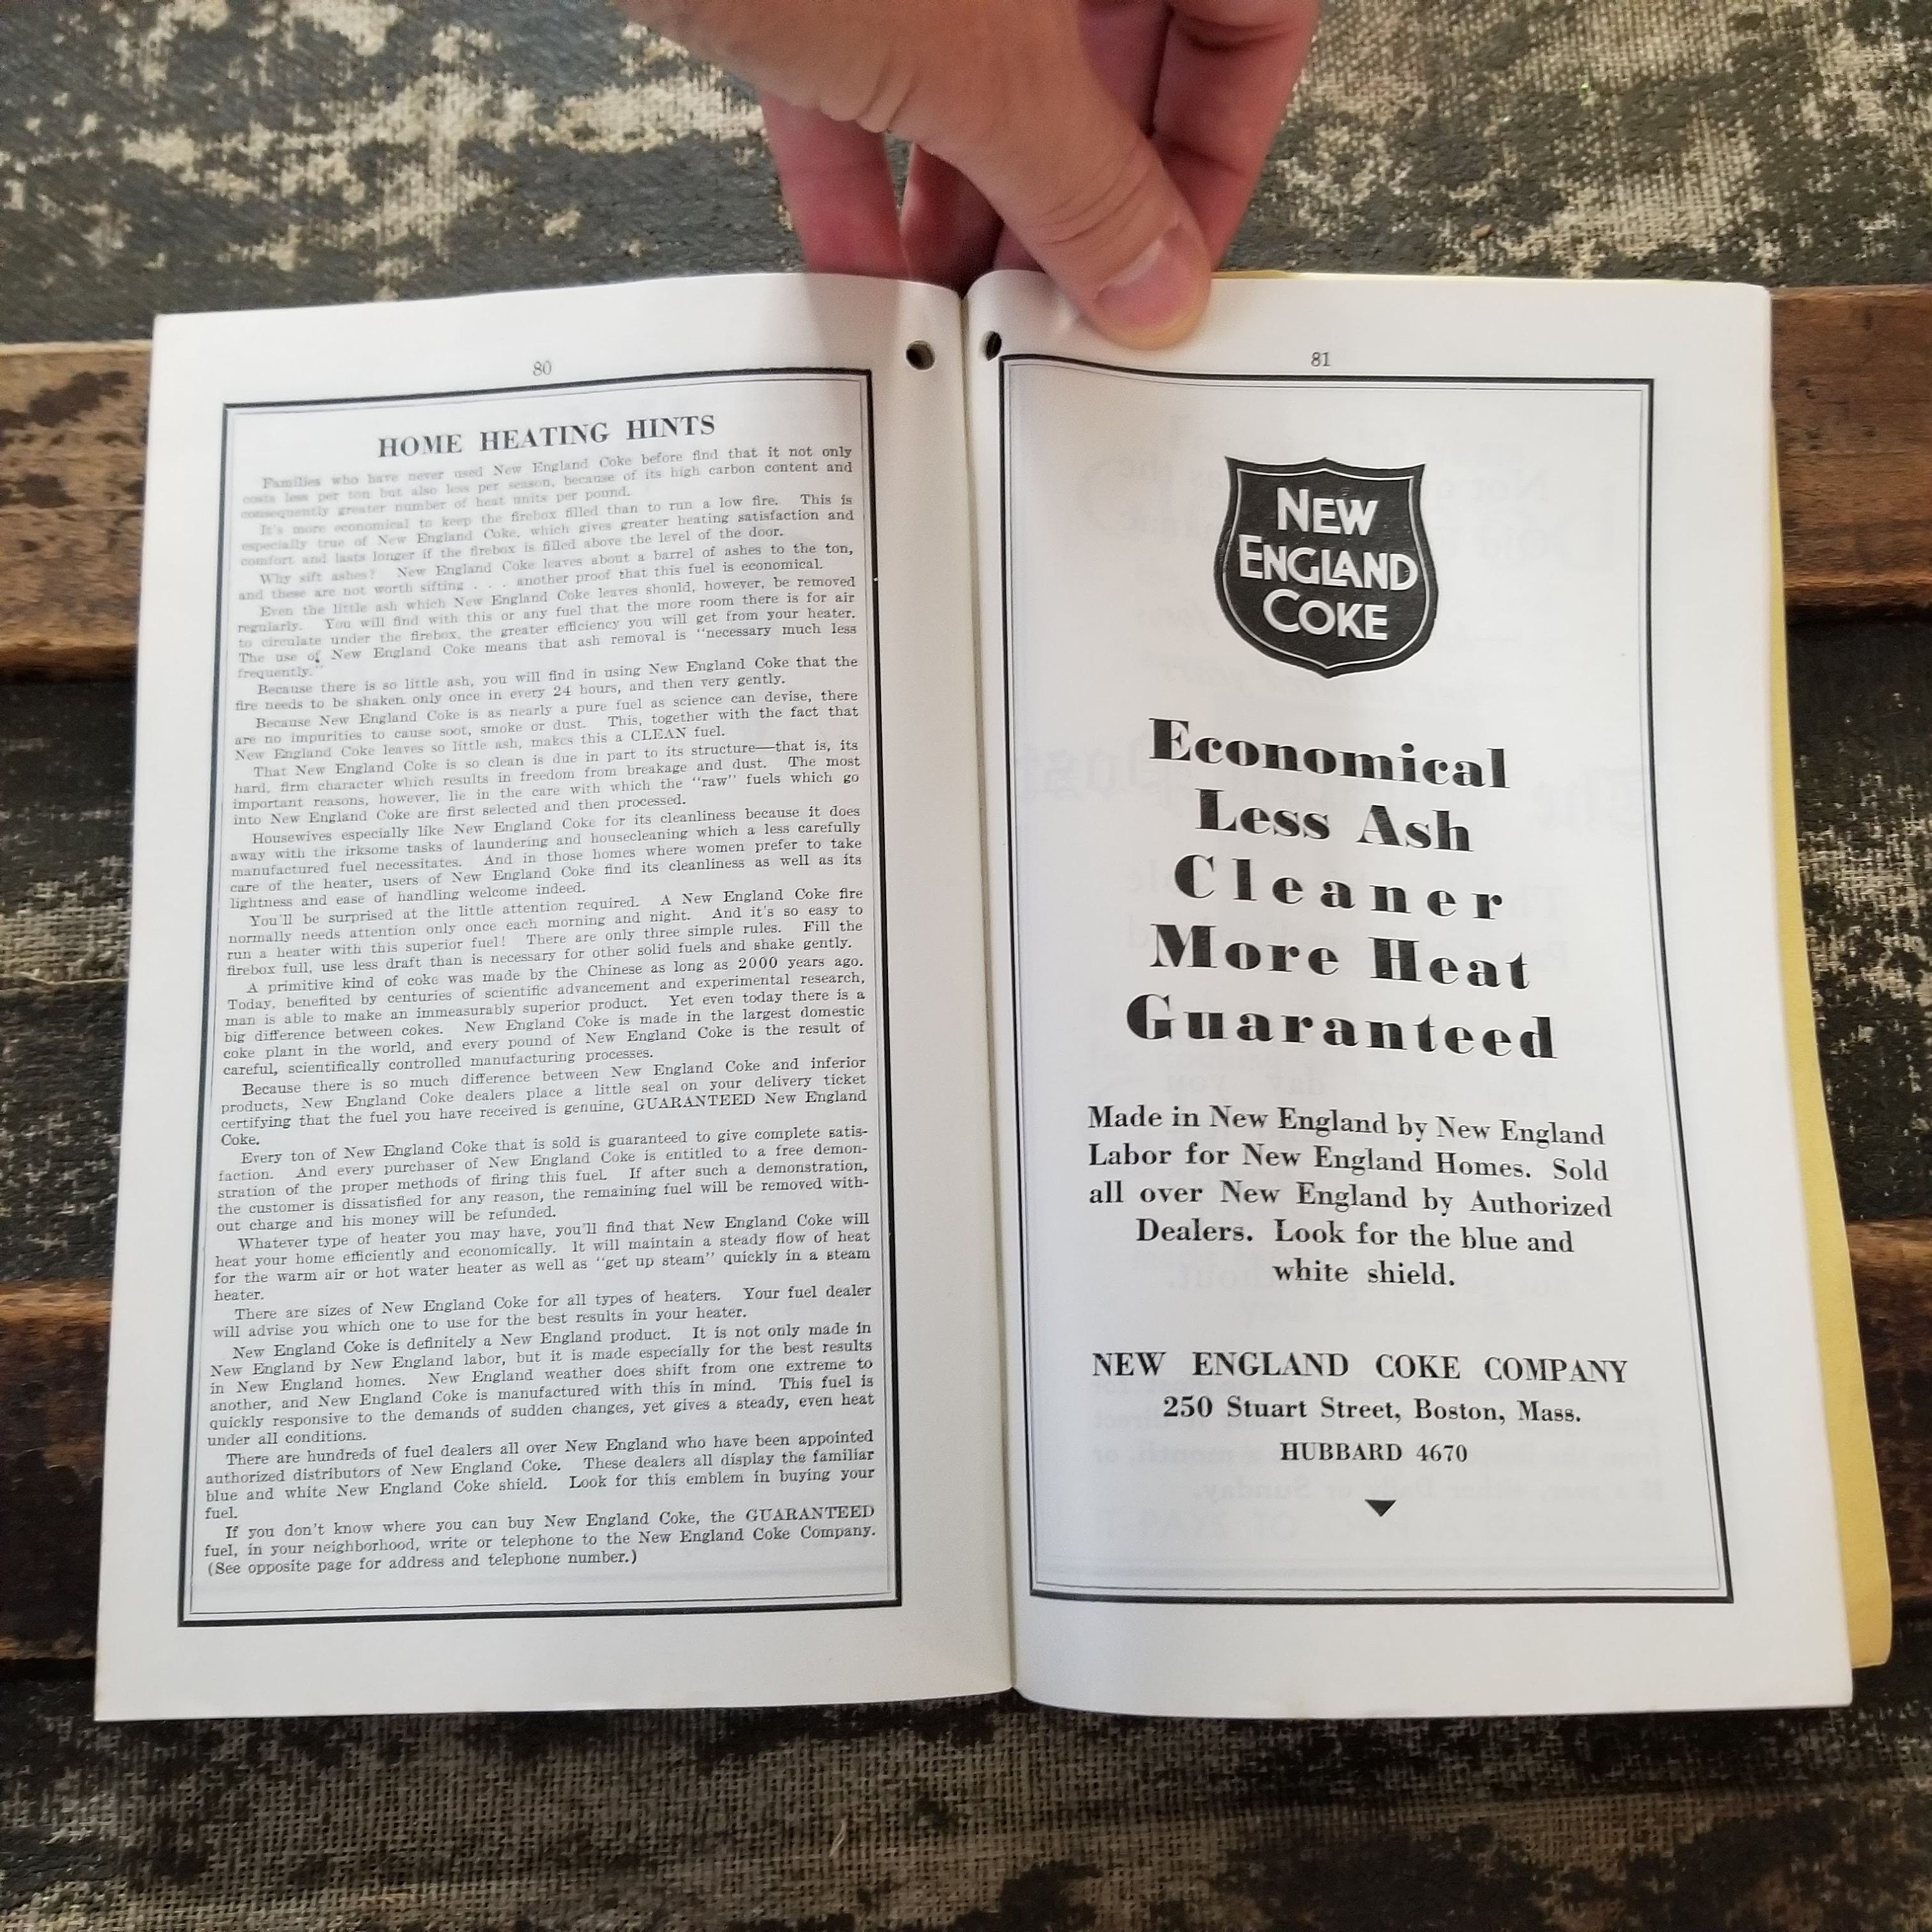 80
HOME HEATING HINTS
Families who have never used New England Coke before find that it not only
costs less per ton but also less per season, because of its high carbon content and
consequently greater number of heat units per pound.
It's more economical to keep the firebox filled than to run a low fire. This is
especially true of New England Coke, which gives greater heating satisfaction and
comfort and lasts longer if the firebox is filled above the level of the door.
Why sift ashes? New England Coke leaves about a barrel of ashes to the ton,
and these are not worth sifting . . . another proof that this fuel is economical.
Even the little ash which New England Coke leaves should, however, be removed
regularly. You will find with this or any fuel that the more room there is for air
to circulate under the firebox, the greater efficiency you will get from your heater.
The use of New England Coke means that ash removal is "necessary much less
frequently."
Because there is so little ash, you will find in using New England Coke that the
fire needs to be shaken only once in every 24 hours, and then very gently.
Because New England Coke is as nearly a pure fuel as science can devise, there
are no impurities to cause soot, smoke or dust. This, together with the fact that
New England Coke leaves so little ash, makes this a CLEAN fuel.
That New England Coke is so clean is due in part to its structure—that is, its
hard, firm character which results in freedom from breakage and dust. The most
important reasons, however, lie in the care with which the "raw" fuels which go
into New England Coke are first selected and then processed.
Housewives especially like New England Coke for its cleanliness because it does
away with the irksome tasks of laundering and housecleaning which a less carefully
manufactured fuel necessitates. And in those homes where women prefer to take
care of the heater, users of New England Coke find its cleanliness as well as its
lightness and ease of handling welcome indeed.
You'll be surprised at the little attention required. A New England Coke fire
normally needs attention only once each morning and night. And it's so easy to
run a heater with this superior fuel! There are only three simple rules. Fill the
firebox full, use less draft than is necessary for other solid fuels and shake gently.
A primitive kind of coke was made by the Chinese as long as 2000 years ago.
Today, benefited by centuries of scientific advancement and experimental research,
man is able to make an immeasurably superior product. Yet even today there is a
big difference between cokes. New England Coke is made in the largest domestic
coke plant in the world, and every pound of New England Coke is the result of
careful, scientifically controlled manufacturing processes.
Because there is so much difference between New England Coke and inferior
products, New England Coke dealers place a little seal on your delivery ticket
certifying that the fuel you have received is genuine, GUARANTEED New England
Coke.
Every ton of New England Coke that is sold is guaranteed to give complete satis-
faction. And every purchaser of New England Coke is entitled to a free demon-
stration of the proper methods of firing this fuel. If after such a demonstration,
the customer is dissatisfied for any reason, the remaining fuel will be removed with-
out charge and his money will be refunded.
Whatever type of heater you may have, you'll find that New England Coke will
heat your home efficiently and economically. It will maintain a steady flow of heat
for the warm air or hot water heater as well as "get up steam" quickly in a steam
heater.
There are sizes of New England Coke for all types of heaters. Your fuel dealer
will advise you which one to use for the best results in your heater.
New England Coke is definitely a New England product. It is not only made in
New England by New England labor, but it is made especially for the best results
in New England homes. New England weather does shift from one extreme to
another, and New England Coke is manufactured with this in mind. This fuel is
quickly responsive to the demands of sudden changes, yet gives a steady, even heat
under all conditions.
There are hundreds of fuel dealers all over New England who have been appointed
authorized distributors of New England Coke. These dealers all display the familiar
blue and white New England Coke shield. Look for this emblem in buying your
fuel.
If you don't know where you can buy New England Coke, the GUARANTEED
fuel, in your neighborhood, write or telephone to the New England Coke Company.
(See opposite page for address and telephone number.)
81
NEW
ENGLAND
COKE
Economical
Less Ash
Cleaner
More Heat
Guaranteed
Made in New England by New England
Labor for New England Homes. Sold
all over New England by Authorized
Dealers. Look for the blue and
white shield.
NEW ENGLAND COKE COMPANY
250 Stuart Street, Boston, Mass.
HUBBARD 4670